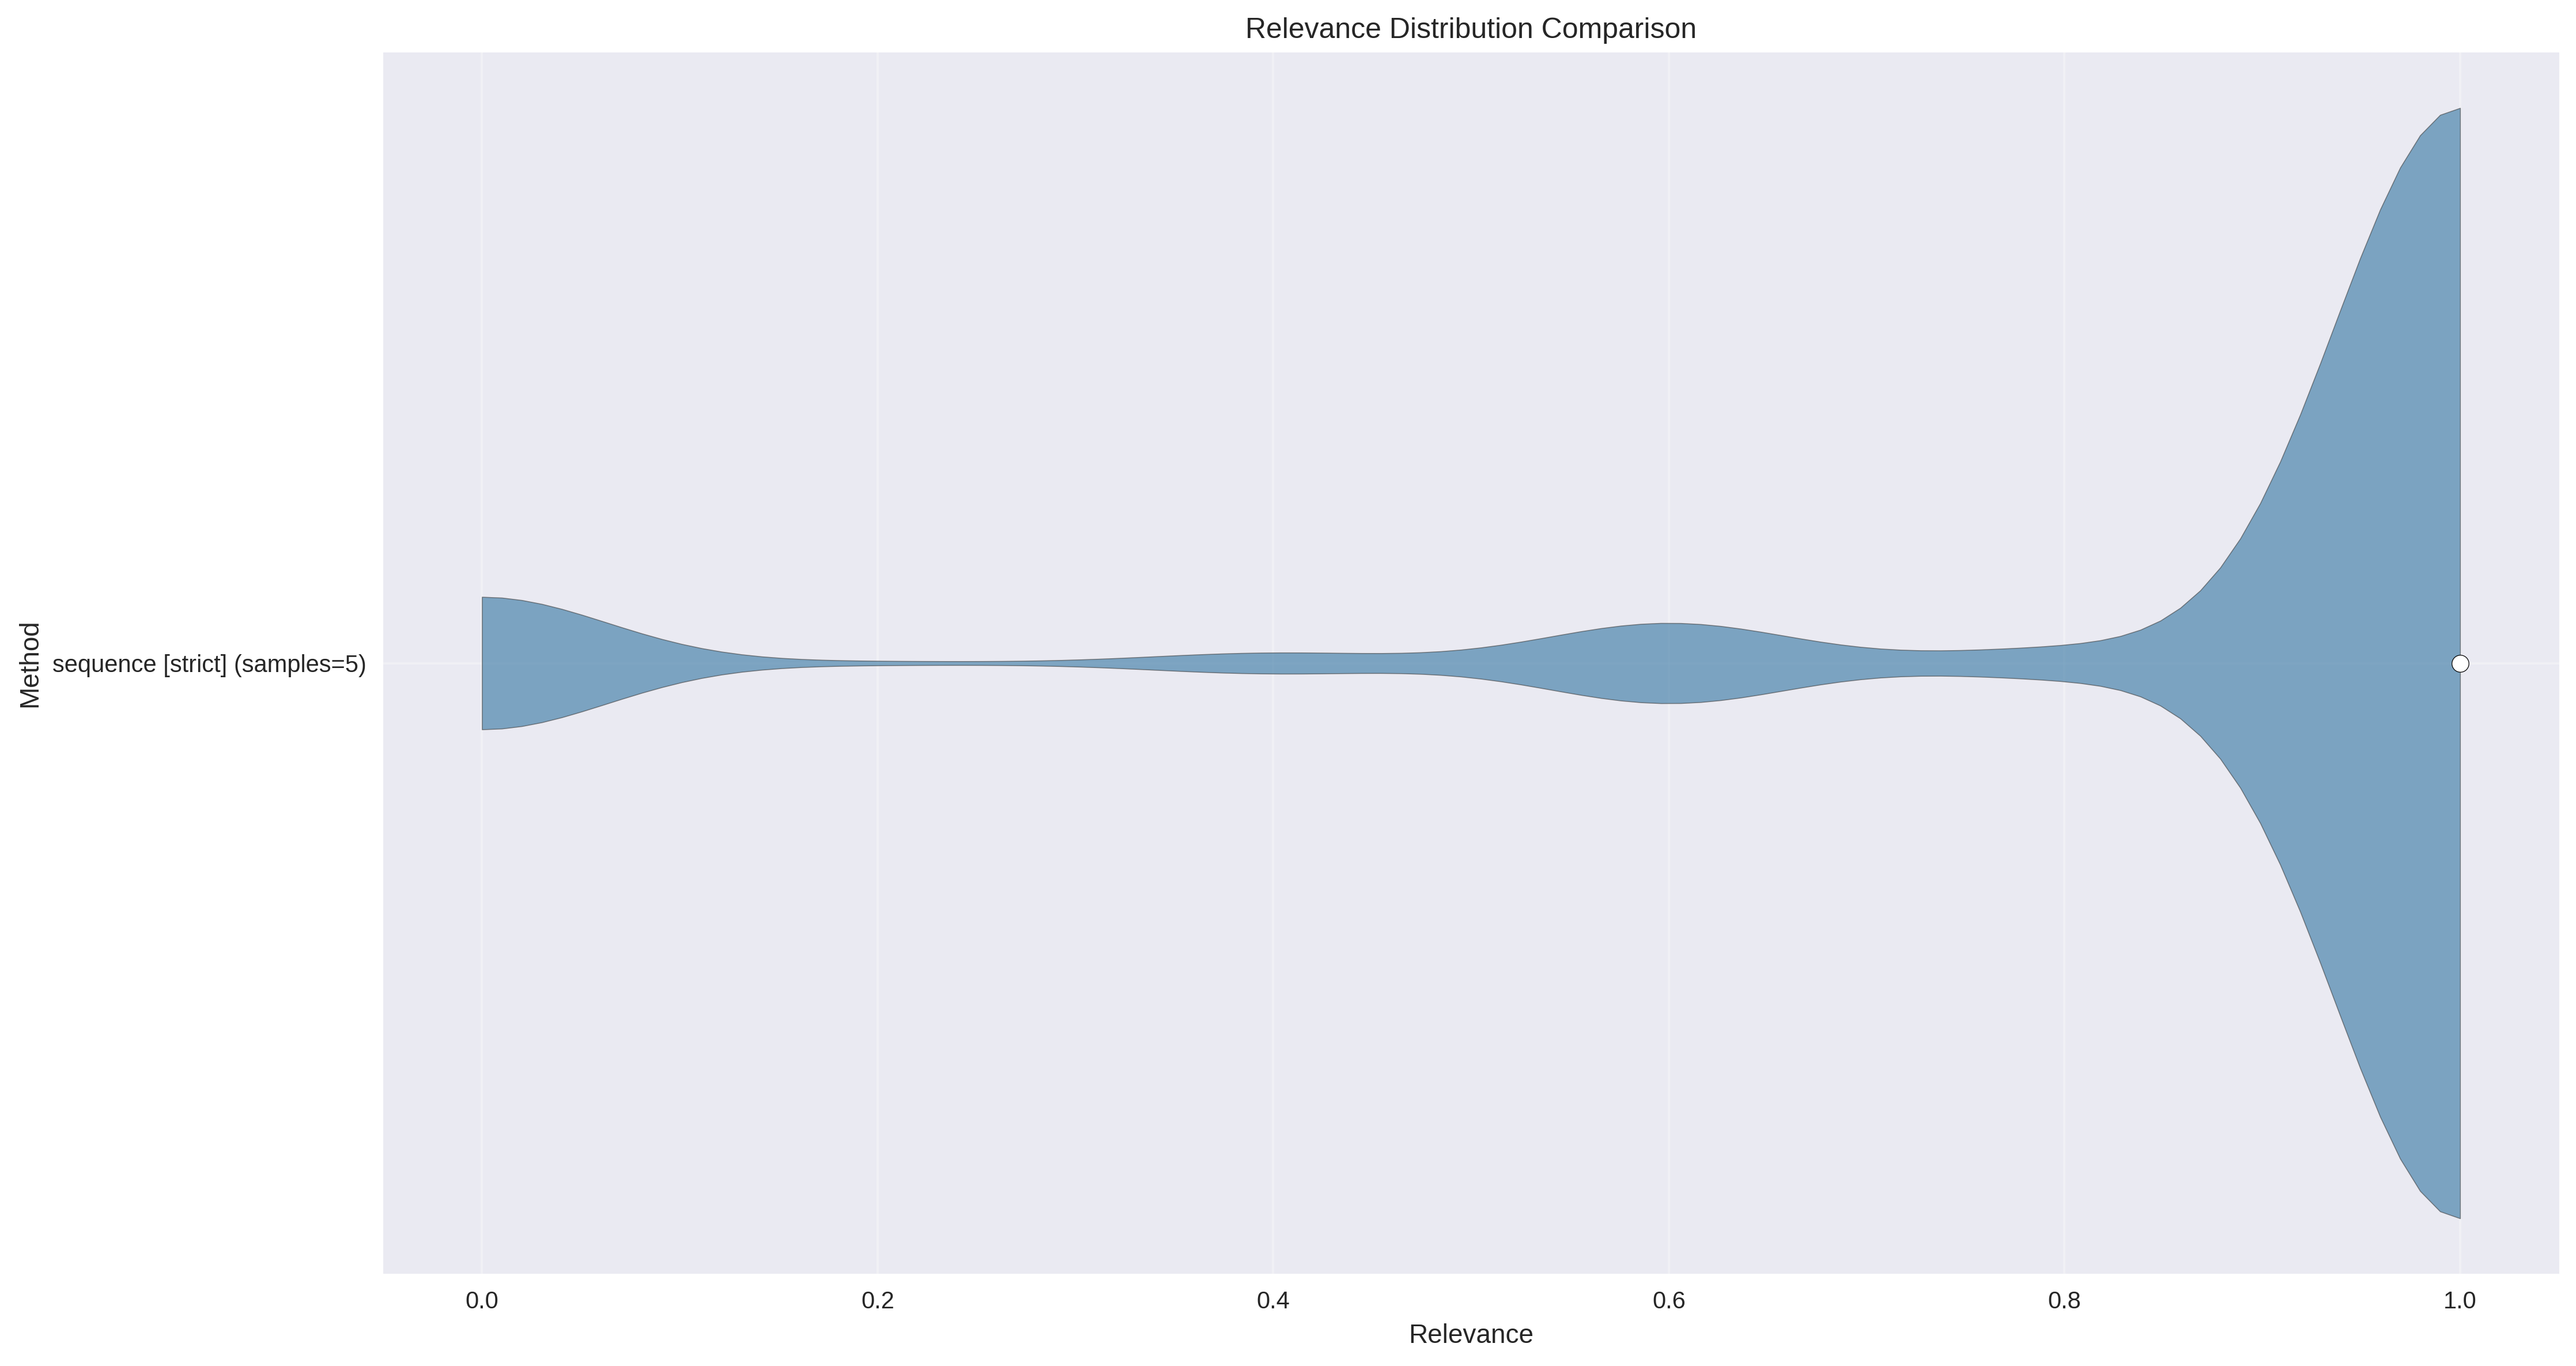 Relevance Distribution Comparison
Method
sequence [strict] (samples=5)
0.0
0.2
0.4
0.6
0.8
1.0
Relevance